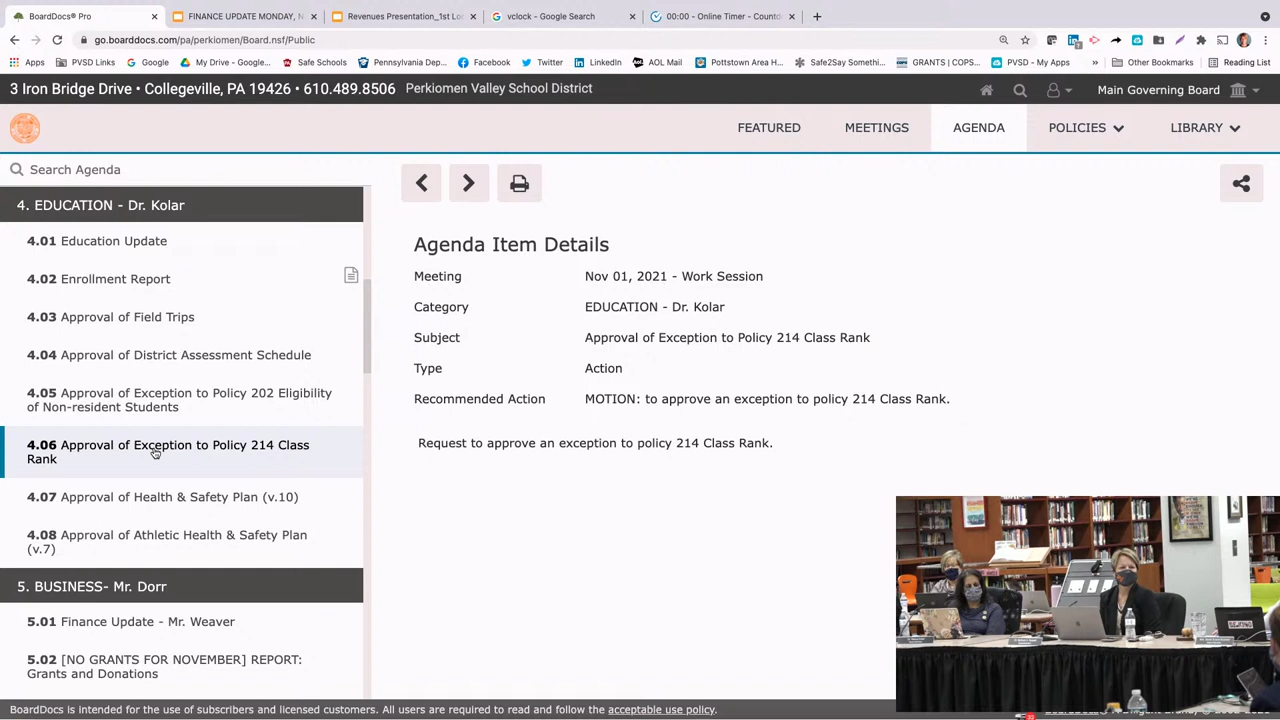 BoardDocs® Pro
FINANCE UPDATE MONDAY, N
Revenues Presentation_1st Loo
vclock - Google Search
00:00 - Online Timer - Counto
go.boarddocs.com/pa/perkiomen/Board.nsf/Public
Apps
PVSD Links
Google
My Drive - Google...
Safe Schools
Pennsylvania Dep...
Facebook
Twitter
LinkedIn
AOL Mail
Pottstown Area H...
Safe2Say Somethi...
GRANTS | COPS...
PVSD - My Apps
Other Bookmarks
Reading List
3 Iron Bridge Drive • Collegeville, PA 19426 • 610.489.8506
Perkiomen Valley School District
Main Governing Board
FEATURED
MEETINGS
AGENDA
POLICIES
LIBRARY
Search Agenda
4. EDUCATION - Dr. Kolar
4.01 Education Update
4.02 Enrollment Report
4.03 Approval of Field Trips
4.04 Approval of District Assessment Schedule
4.05 Approval of Exception to Policy 202 Eligibility
of Non-resident Students
4.06 Approval of Exception to Policy 214 Class
Rank
4.07 Approval of Health & Safety Plan (v.10)
4.08 Approval of Athletic Health & Safety Plan
(v.7)
5. BUSINESS- Mr. Dorr
5.01 Finance Update - Mr. Weaver
5.02 [NO GRANTS FOR NOVEMBER] REPORT:
Grants and Donations
Agenda Item Details
Meeting Nov 01, 2021 - Work Session
Category EDUCATION - Dr. Kolar
Subject Approval of Exception to Policy 214 Class Rank
Type Action
Recommended Action MOTION: to approve an exception to policy 214 Class Rank.
Request to approve an exception to policy 214 Class Rank.
BoardDocs is intended for the use of subscribers and licensed customers. All users are required to read and follow the acceptable use policy.